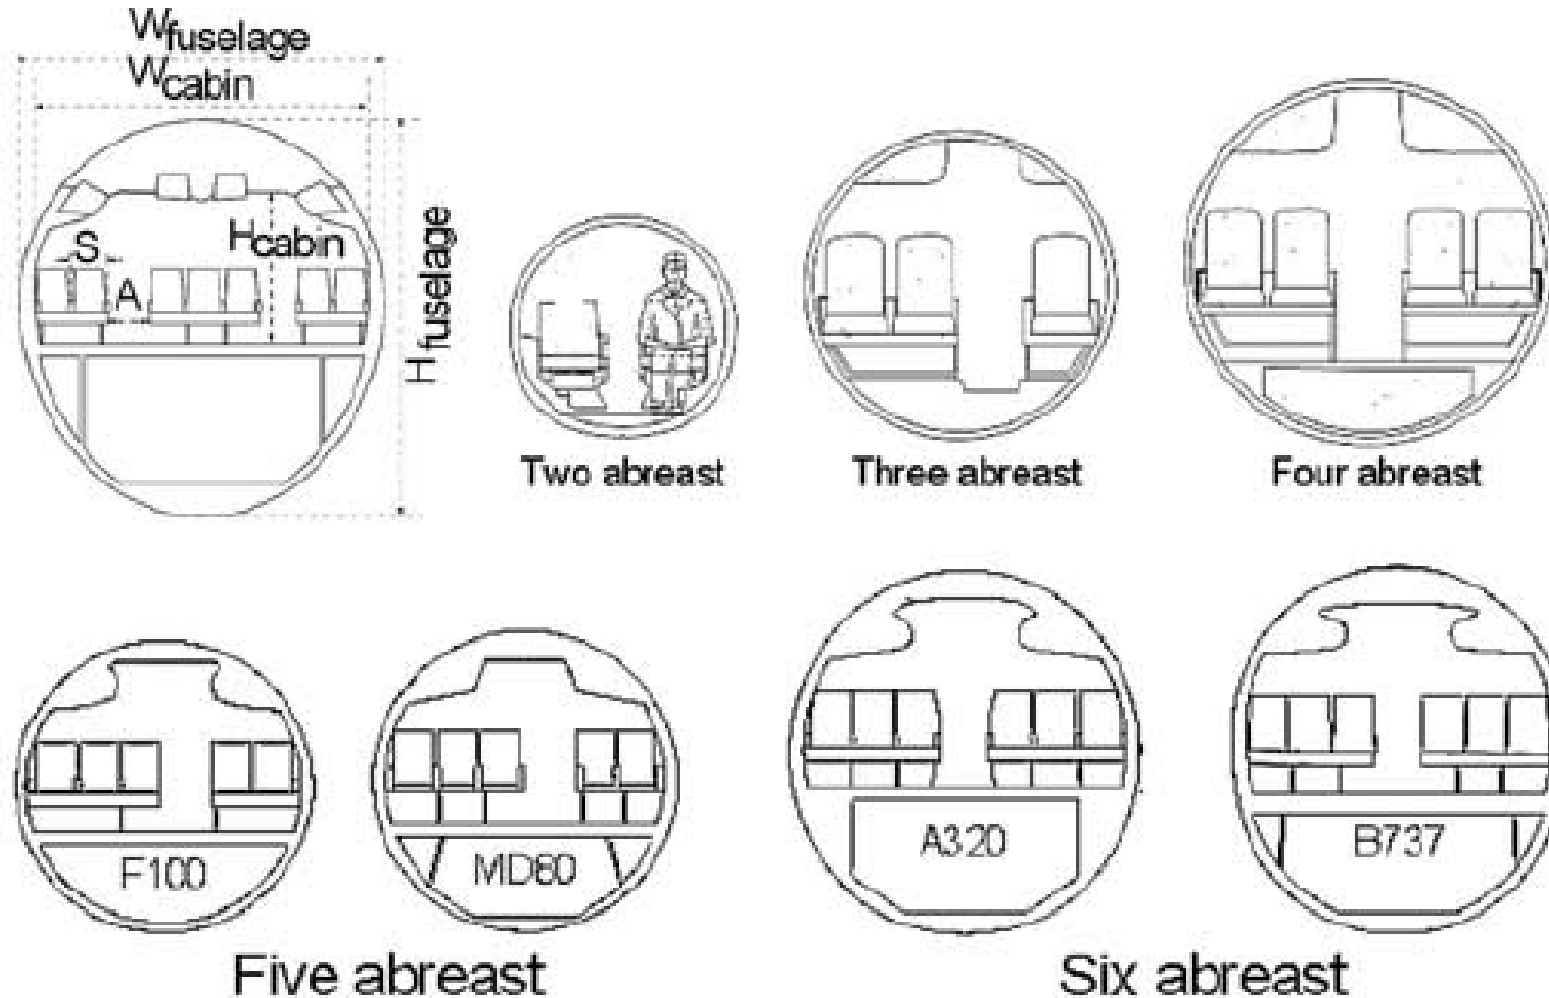 Wfuselage
Wcabin
Hcabin
S
A
Hfuselage
Two abreast
Three abreast
Four abreast
F100
MD80
A320
B737
Five abreast
Six abreast